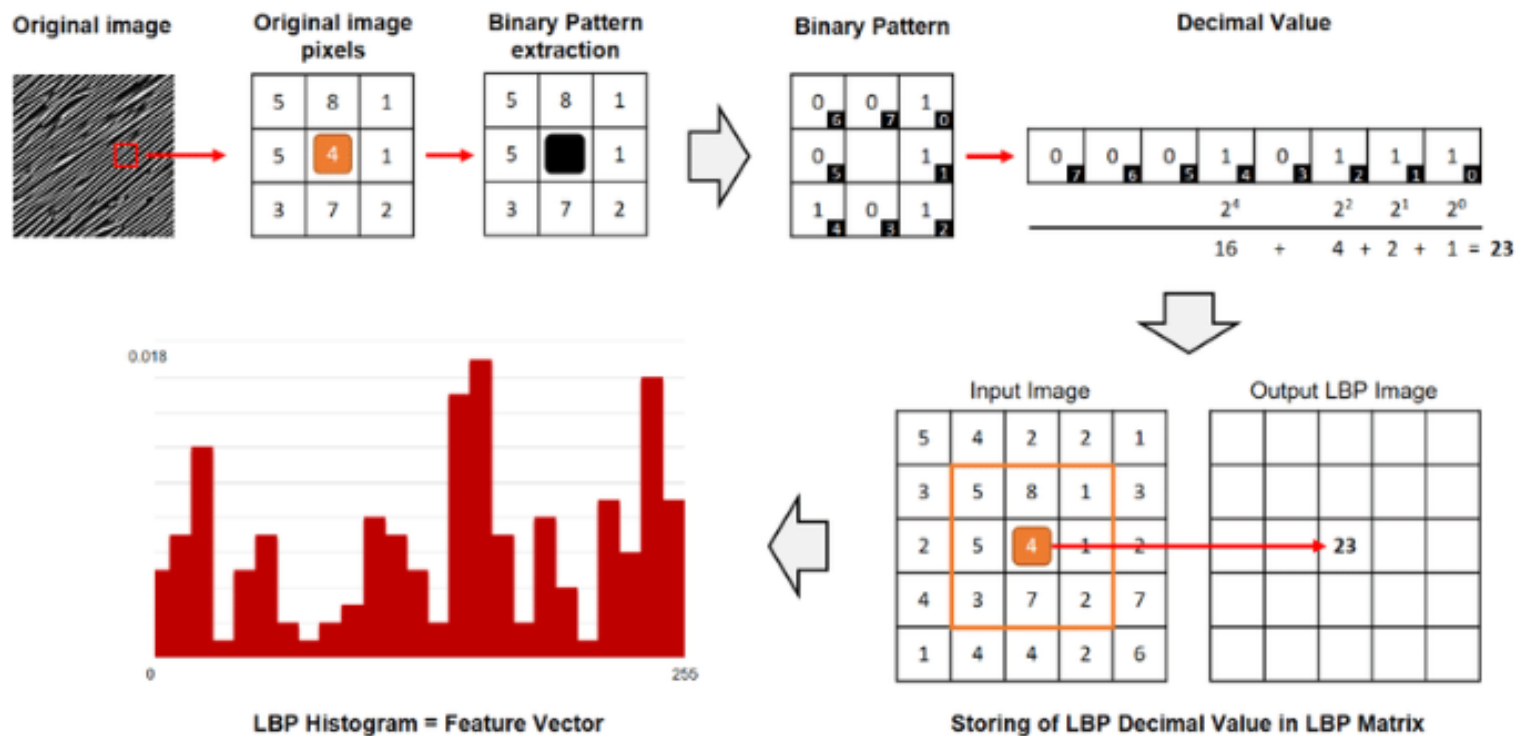 Original image
Original image pixels
Binary Pattern extraction
Binary Pattern
Decimal Value
5 8 1
5 4 1
3 7 2
5 8 1
5 1
3 7 2
0 6 0 7 1 0
0 5 1 1
1 4 0 3 1 2
0 7 0 6 0 5 1 4 0 3 1 2 1 1 1 0
2⁴ 2² 2¹ 2⁰
16 + 4 + 2 + 1 = 23
0.018
0 255
LBP Histogram = Feature Vector
Input Image
5 4 2 2 1
3 5 8 1 3
2 5 4 1 2
4 3 7 2 7
1 4 4 2 6
Output LBP Image
23
Storing of LBP Decimal Value in LBP Matrix